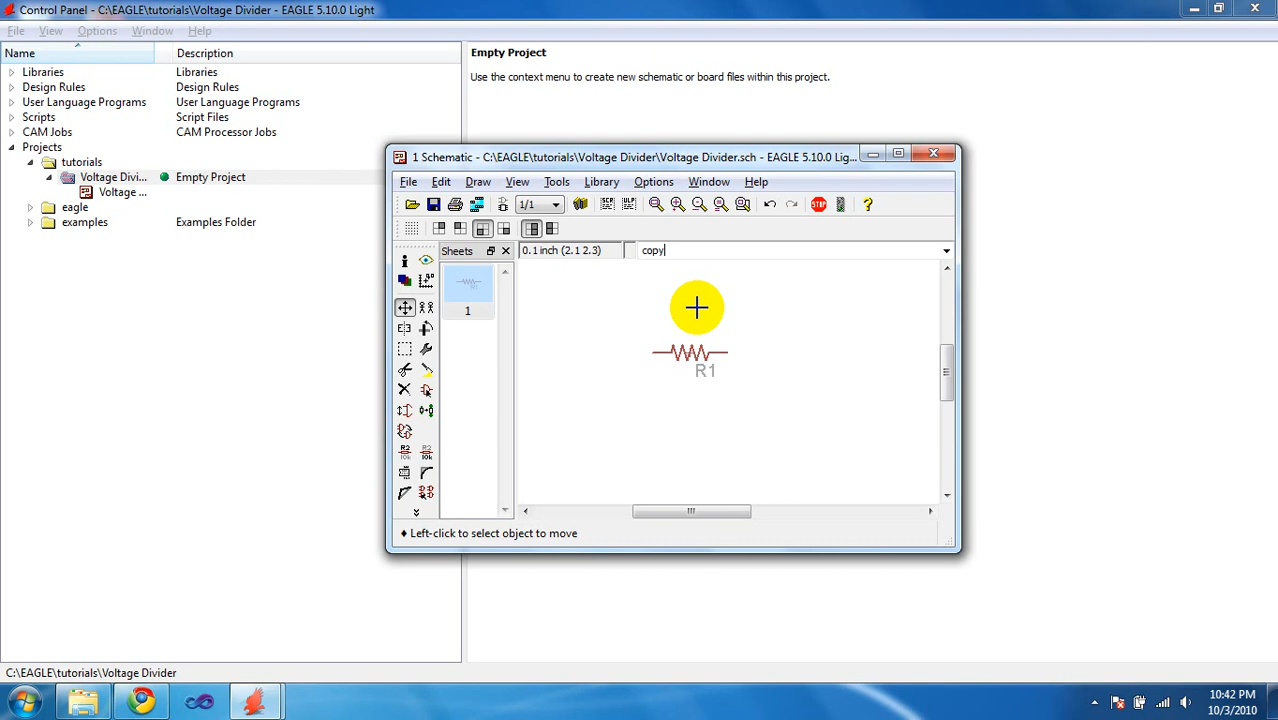 Control Panel - C:\EAGLE\tutorials\Voltage Divider - EAGLE 5.10.0 Light
File View Options Window Help
Name Description
Libraries Libraries
Design Rules Design Rules
User Language Programs User Language Programs
Scripts Script Files
CAM Jobs CAM Processor Jobs
Projects
tutorials
Voltage Divi... Empty Project
Voltage ...
eagle
examples Examples Folder
Empty Project
Use the context menu to create new schematic or board files within this project.
1 Schematic - C:\EAGLE\tutorials\Voltage Divider\Voltage Divider.sch - EAGLE 5.10.0 Lig...
File Edit Draw View Options Tools Library Options Window Help
1/1
STOP
Sheets
0.1 inch (2.1 2.3)
copy
1
R1
R2
10k
R2
10k
Left-click to select object to move
C:\EAGLE\tutorials\Voltage Divider
10:42 PM
10/3/2010